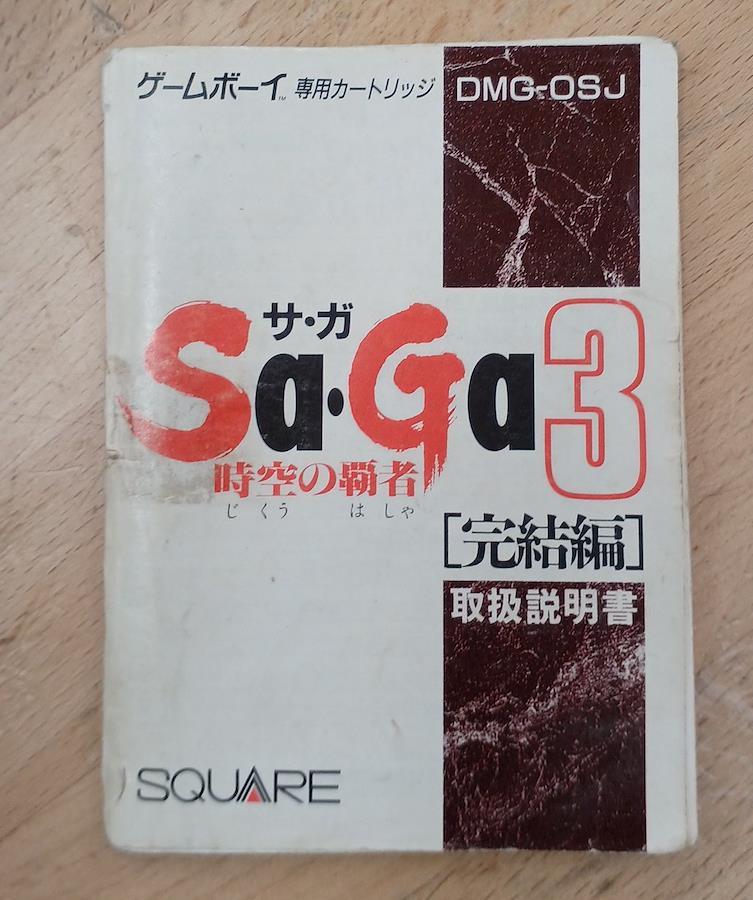 ゲームボーイ™ 専用カートリッジ DMG-OSJ
サ・ガ
Sa・Ga3
時空の覇者
じくう はしゃ
[完結編]
取扱説明書
SQUARE